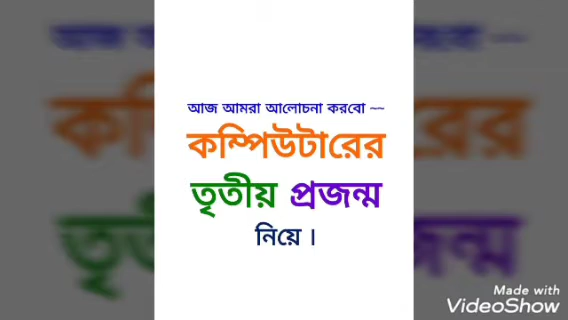 আজ আমরা আলোচনা করবো ~~
কম্পিউটারের
তৃতীয় প্রজন্ম
নিয়ে ।
Made with
VideoShow